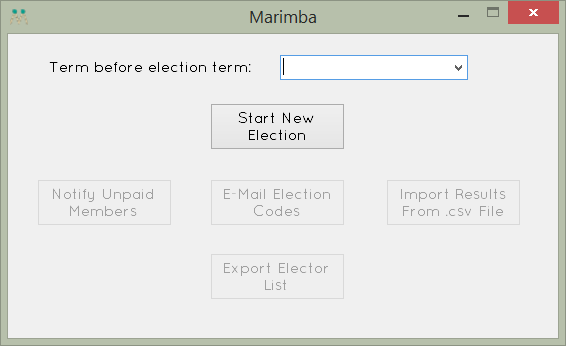 Marimba
Term before election term:
Start New
Election
Notify Unpaid
Members
E-Mail Election
Codes
Import Results
From .csv File
Export Elector
List